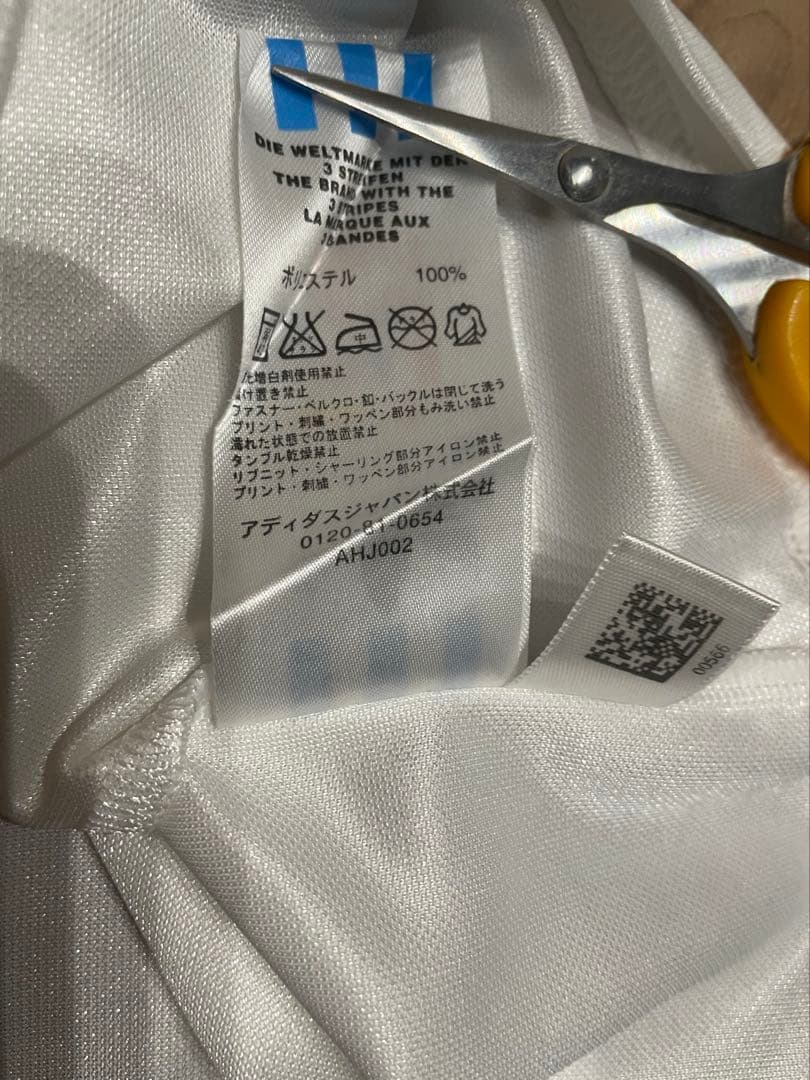 DIE WELTMARKE MIT DER
3 STREIFEN
THE BRAND WITH THE
3 STRIPES
LA MARQUE AUX
3 BANDES
ポリエステル 100%
中
増白剤使用禁止
け置き禁止
ファスナー・ベルクロ・釦・バックルは閉じて洗う
プリント・刺繍・ワッペン部分もみ洗い禁止
濡れた状態での放置禁止
タンブル乾燥禁止
リブニット・シャーリング部分アイロン禁止
プリント・刺繍・ワッペン部分アイロン禁止
アディダスジャパン株式会社
0120-81-0654
AHJ002